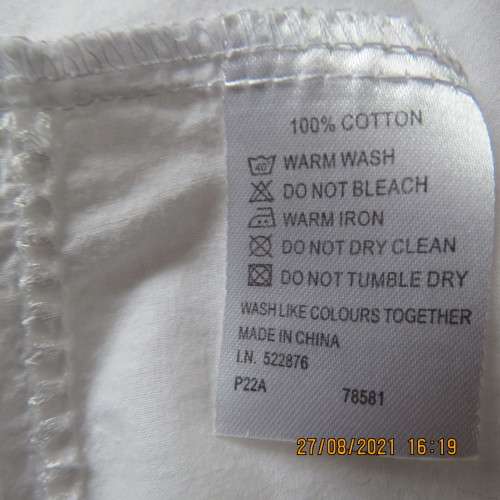 100% COTTON
40 WARM WASH
DO NOT BLEACH
WARM IRON
DO NOT DRY CLEAN
DO NOT TUMBLE DRY
WASH LIKE COLOURS TOGETHER
MADE IN CHINA
I.N. 522876
P22A 78581
27/08/2021 16:19